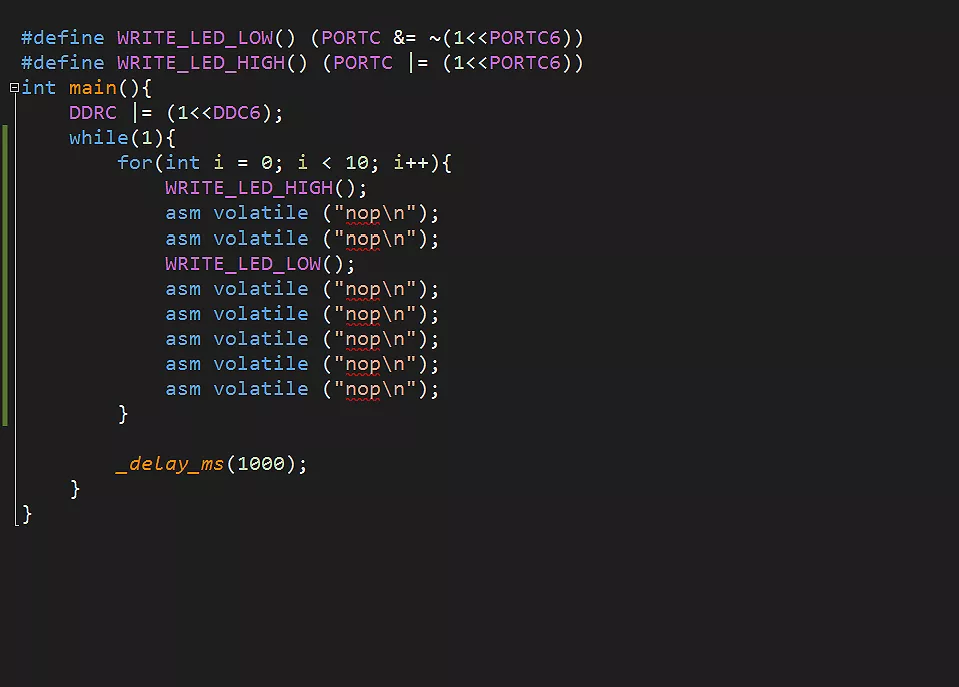 #define WRITE_LED_LOW() (PORTC &= ~(1<<PORTC6))
#define WRITE_LED_HIGH() (PORTC |= (1<<PORTC6))
int main(){
    DDRC |= (1<<DDC6);
    while(1){
        for(int i = 0; i < 10; i++){
            WRITE_LED_HIGH();
            asm volatile ("nop\n");
            asm volatile ("nop\n");
            WRITE_LED_LOW();
            asm volatile ("nop\n");
            asm volatile ("nop\n");
            asm volatile ("nop\n");
            asm volatile ("nop\n");
            asm volatile ("nop\n");
        }
        _delay_ms(1000);
    }
}